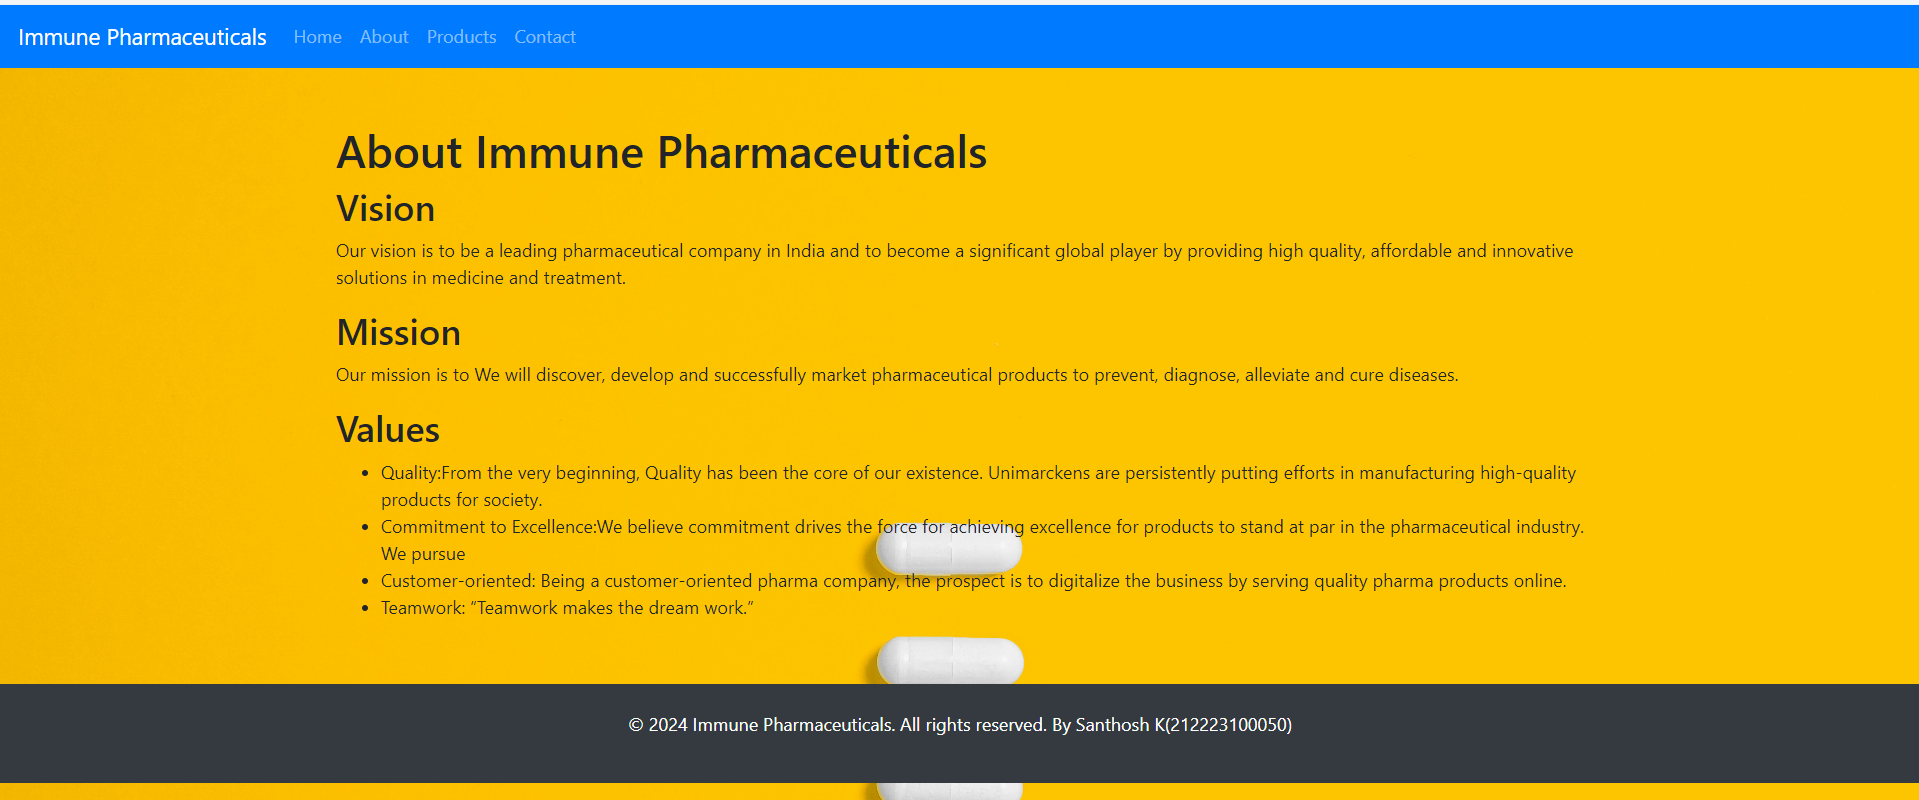 Immune Pharmaceuticals Home About Products Contact
About Immune Pharmaceuticals
Vision
Our vision is to be a leading pharmaceutical company in India and to become a significant global player by providing high quality, affordable and innovative
solutions in medicine and treatment.
Mission
Our mission is to We will discover, develop and successfully market pharmaceutical products to prevent, diagnose, alleviate and cure diseases.
Values
• Quality:From the very beginning, Quality has been the core of our existence. Unimarckens are persistently putting efforts in manufacturing high-quality
products for society.
• Commitment to Excellence:We believe commitment drives the force for achieving excellence for products to stand at par in the pharmaceutical industry.
We pursue
• Customer-oriented: Being a customer-oriented pharma company, the prospect is to digitalize the business by serving quality pharma products online.
• Teamwork: “Teamwork makes the dream work.”
© 2024 Immune Pharmaceuticals. All rights reserved. By Santhosh K(212223100050)